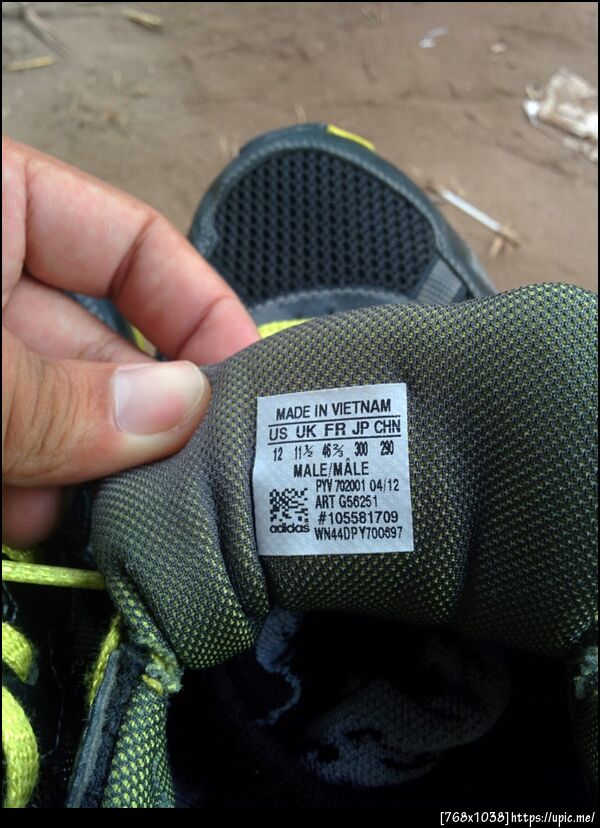 MADE IN VIETNAM
US UK FR JP CHN
12 11½ 46⅔ 300 290
MALE/MÂLE
PYV 702001 04/12
ART G56251
#105581709
adidas
WN44DPY700697
[768x1038]https://upic.me/